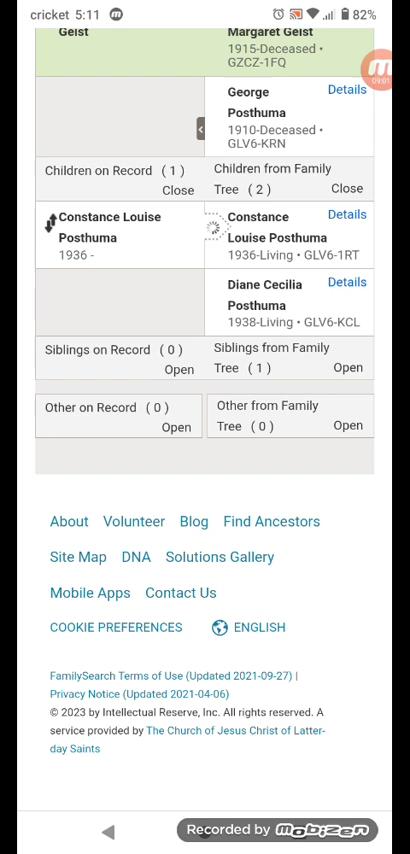 cricket 5:11 m 82%
Geist
Margaret Geist
1915-Deceased •
GZCZ-1FQ
m
09:01
George Details
Posthuma
1910-Deceased •
GLV6-KRN
Children on Record ( 1 )
Close
Children from Family
Tree ( 2 ) Close
Constance Louise
Posthuma
1936 -
Constance Details
Louise Posthuma
1936-Living • GLV6-1RT
Diane Cecilia Details
Posthuma
1938-Living • GLV6-KCL
Siblings on Record ( 0 )
Open
Siblings from Family
Tree ( 1 ) Open
Other on Record ( 0 )
Open
Other from Family
Tree ( 0 ) Open
About Volunteer Blog Find Ancestors
Site Map DNA Solutions Gallery
Mobile Apps Contact Us
COOKIE PREFERENCES ENGLISH
FamilySearch Terms of Use (Updated 2021-09-27) |
Privacy Notice (Updated 2021-04-06)
© 2023 by Intellectual Reserve, Inc. All rights reserved. A
service provided by The Church of Jesus Christ of Latter-
day Saints
Recorded by mobizen